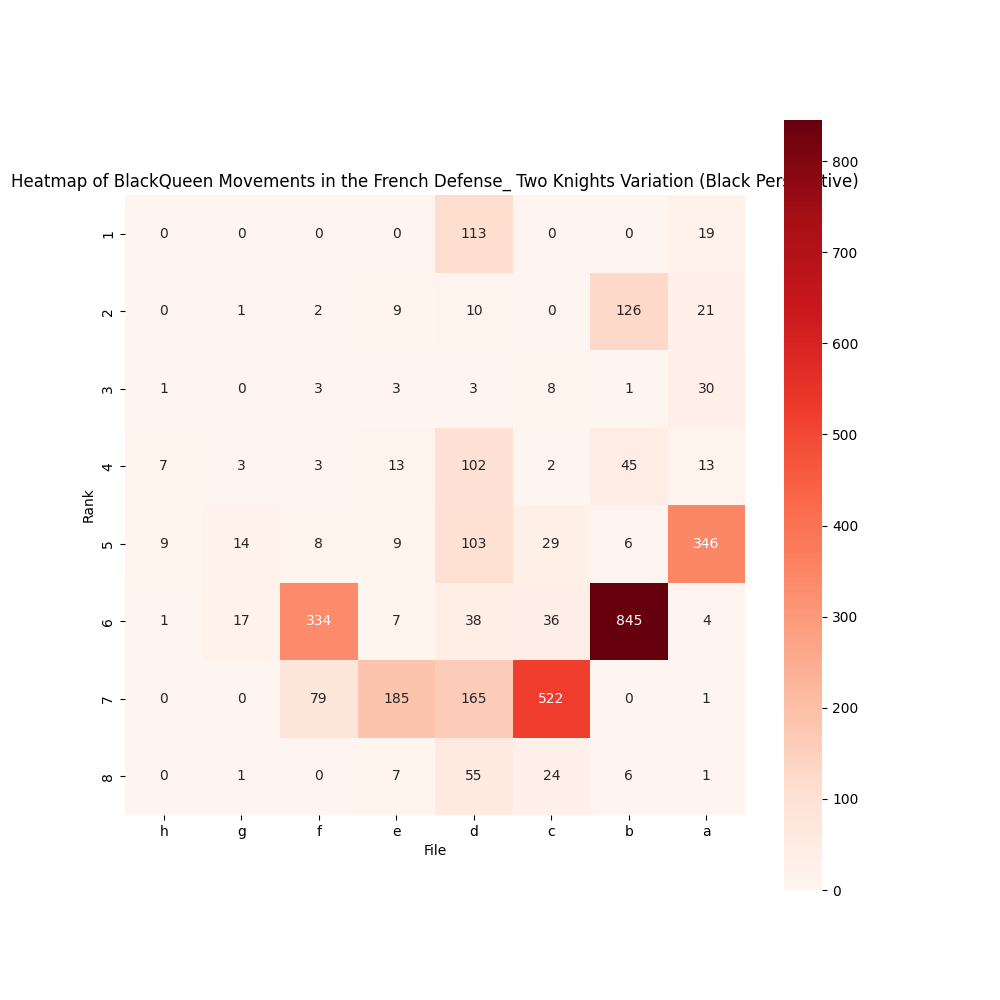 Heatmap of BlackQueen Movements in the French Defense_ Two Knights Variation (Black Pers tive)
1 0 0 0 0 113 0 0 19
2 0 1 2 9 10 0 126 21
3 1 0 3 3 3 8 1 30
4 7 3 3 13 102 2 45 13
Rank
5 9 14 8 9 103 29 6 346
6 1 17 334 7 38 36 845 4
7 0 0 79 185 165 522 0 1
8 0 1 0 7 55 24 6 1
h g f e d c b a
File
800
700
600
500
400
300
200
100
0